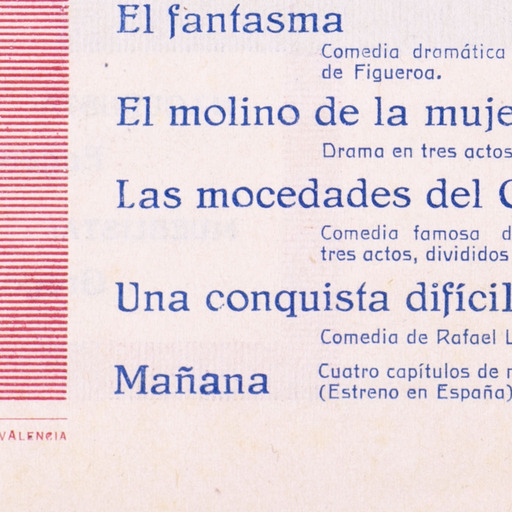 El fantasma
Comedia dramática
de Figueroa.
El molino de la muje
Drama en tres actos
Las mocedades del C
Comedia famosa d
tres actos, divididos
Una conquista difícil
Comedia de Rafael L
Mañana
Cuatro capítulos de
(Estreno en España)
VALENCIA